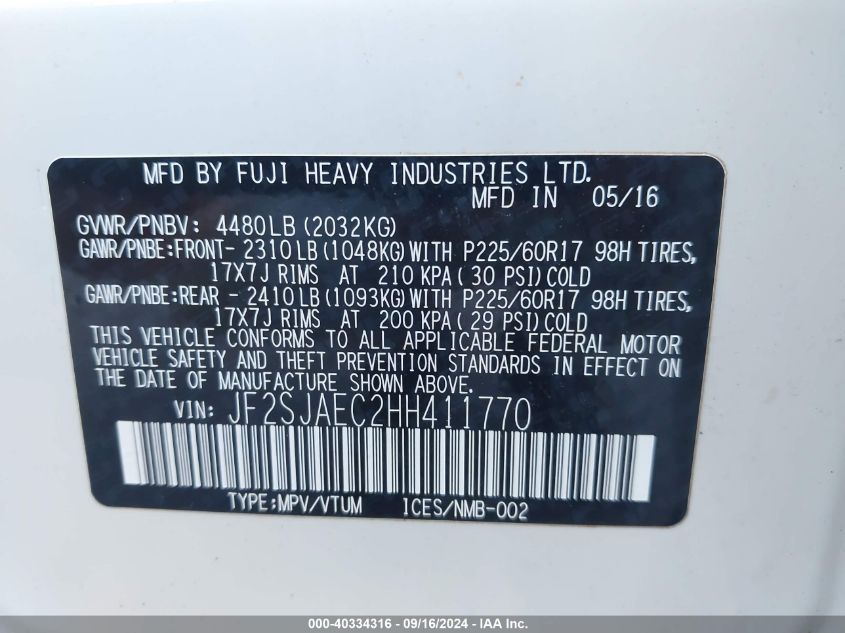 MFD BY FUJI HEAVY INDUSTRIES LTD.
MFD IN 05/16
GVWR/PNBV: 4480LB (2032KG)
GAWR/PNBE:FRONT- 2310LB (1048KG) WITH P225/60R17 98H TIRES,
17X7J RIMS AT 210 KPA ( 30 PSI) COLD
GAWR/PNBE:REAR - 2410LB (1093KG) WITH P225/60R17 98H TIRES,
17X7J RIMS AT 200 KPA ( 29 PSI) COLD
THIS VEHICLE CONFORMS TO ALL APPLICABLE FEDERAL MOTOR
VEHICLE SAFETY AND THEFT PREVENTION STANDARDS IN EFFECT ON
THE DATE OF MANUFACTURE SHOWN ABOVE.
VIN: JF2SJAEC2HH411770
TYPE:MPV/VTUM ICES/NMB-002
000-40334316 - 09/16/2024 - IAA, Inc.